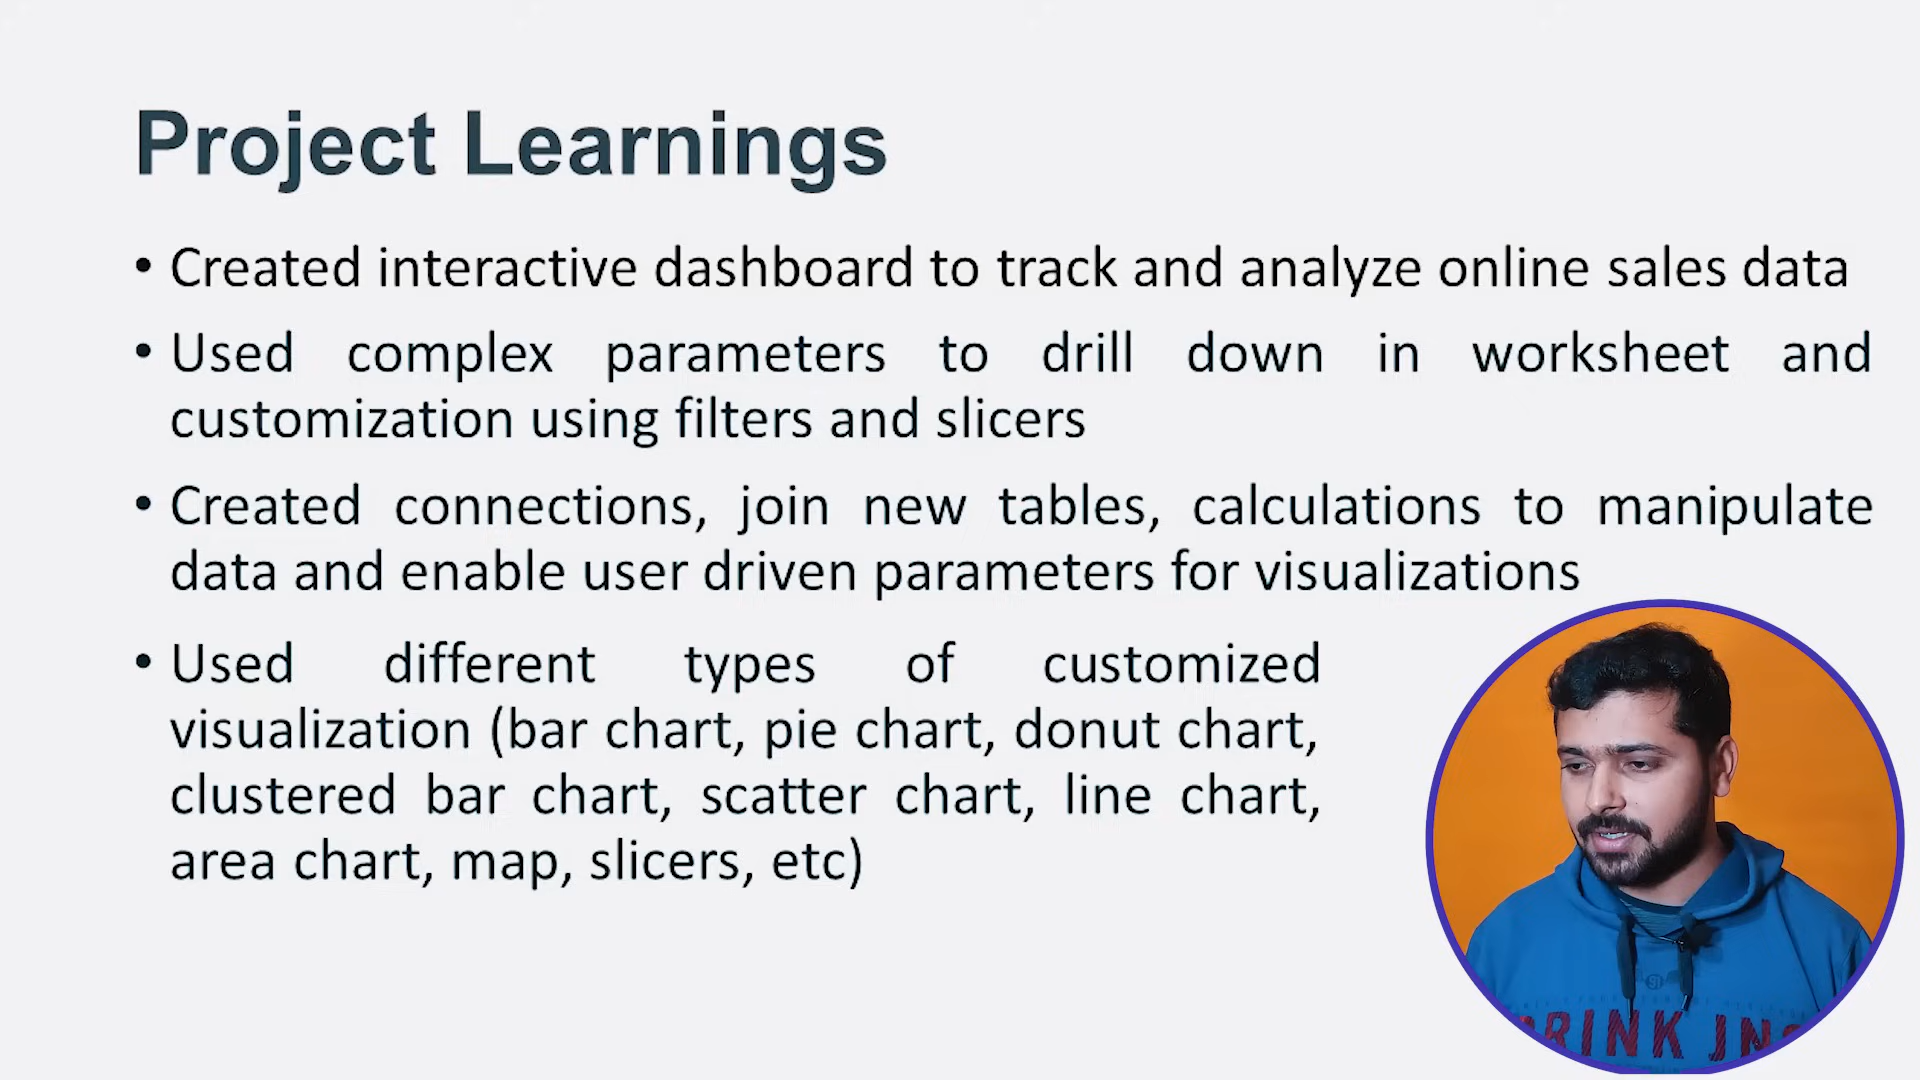 Project Learnings
• Created interactive dashboard to track and analyze online sales data
• Used complex parameters to drill down in worksheet and
customization using filters and slicers
• Created connections, join new tables, calculations to manipulate
data and enable user driven parameters for visualizations
• Used different types of customized
visualization (bar chart, pie chart, donut chart,
clustered bar chart, scatter chart, line chart,
area chart, map, slicers, etc)